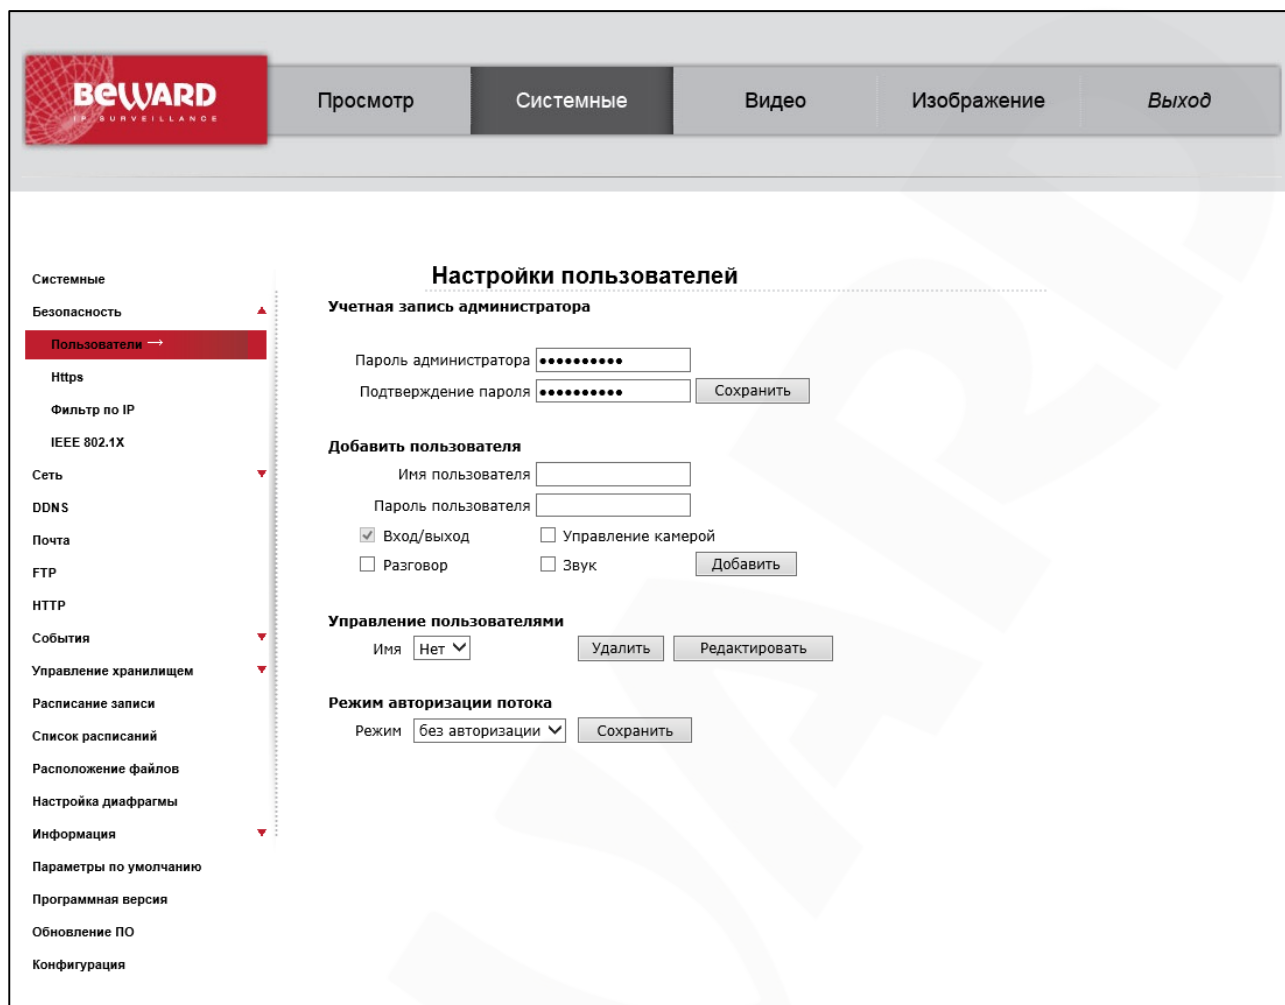 BEWARD
IP SURVEILLANCE
Просмотр
Системные
Видео
Изображение
Выход
Системные
Безопасность
Пользователи →
Https
Фильтр по IP
IEEE 802.1X
Сеть
DDNS
Почта
FTP
HTTP
События
Управление хранилищем
Расписание записи
Список расписаний
Расположение файлов
Настройка диафрагмы
Информация
Параметры по умолчанию
Программная версия
Обновление ПО
Конфигурация
Настройки пользователей
Учетная запись администратора
Пароль администратора ●●●●●●●●●●
Подтверждение пароля ●●●●●●●●●● Сохранить
Добавить пользователя
Имя пользователя
Пароль пользователя
Вход/выход Управление камерой
Разговор Звук Добавить
Управление пользователями
Имя Нет Удалить Редактировать
Режим авторизации потока
Режим без авторизации Сохранить